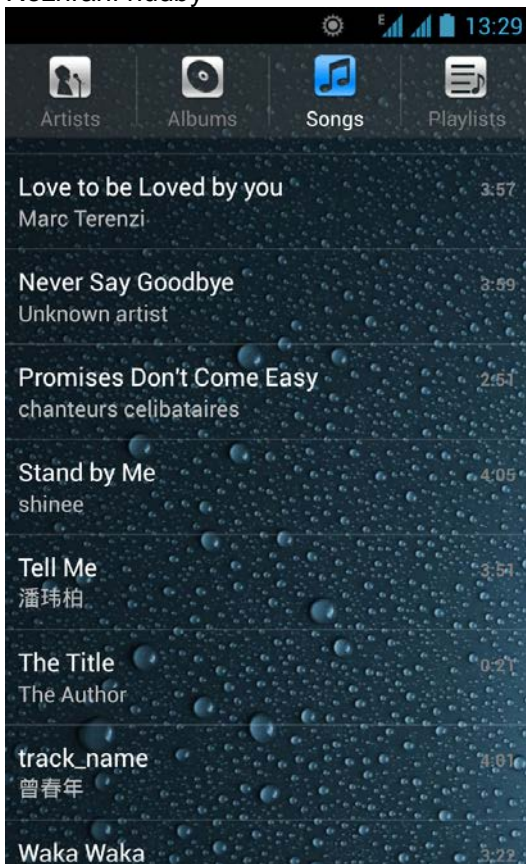 Rozhraní hudby
E 13:29
Artists Albums Songs Playlists
Love to be Loved by you 3:57
Marc Terenzi
Never Say Goodbye 3:59
Unknown artist
Promises Don't Come Easy 2:51
chanteurs celibataires
Stand by Me 4:05
shinee
Tell Me 3:51
潘玮柏
The Title 0:21
The Author
track_name 4:01
曾春年
Waka Waka 3:22